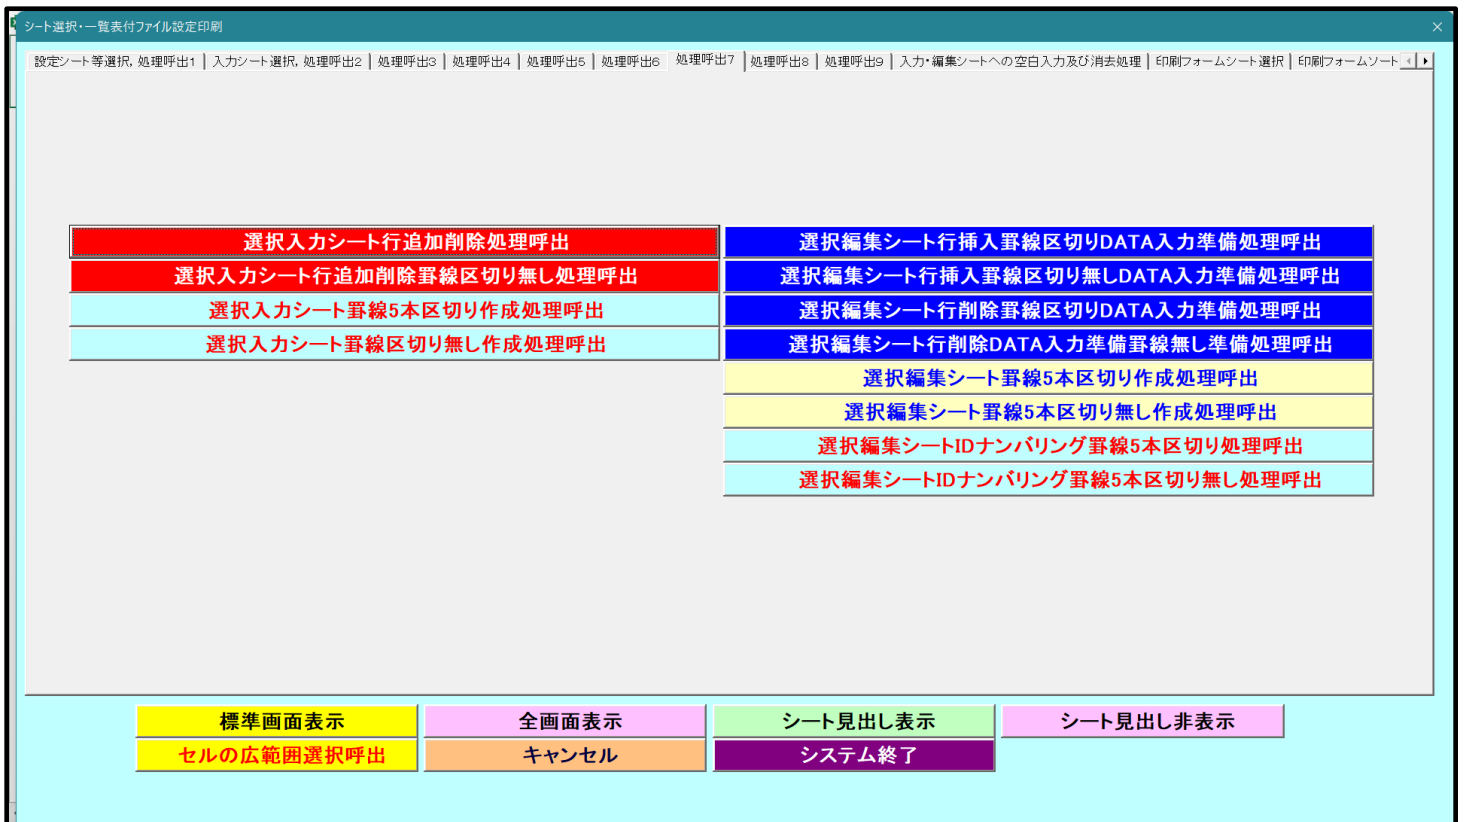 シート選択・一覧表付ファイル設定印刷
設定シート等選択, 処理呼出1 入力シート選択, 処理呼出2 処理呼出3 処理呼出4 処理呼出5 処理呼出6 処理呼出7 処理呼出8 処理呼出9 入力・編集シートへの空白入力及び消去処理 印刷フォームシート選択 印刷フォームソート
選択入力シート行追加削除処理呼出
選択入力シート行追加削除罫線区切り無し処理呼出
選択入力シート罫線5本区切り作成処理呼出
選択入力シート罫線区切り無し作成処理呼出
選択編集シート行挿入罫線区切りDATA入力準備処理呼出
選択編集シート行挿入罫線区切り無しDATA入力準備処理呼出
選択編集シート行削除罫線区切りDATA入力準備処理呼出
選択編集シート行削除DATA入力準備罫線無し準備処理呼出
選択編集シート罫線5本区切り作成処理呼出
選択編集シート罫線5本区切り無し作成処理呼出
選択編集シートIDナンバリング罫線5本区切り処理呼出
選択編集シートIDナンバリング罫線5本区切り無し処理呼出
標準画面表示 全画面表示 シート見出し表示 シート見出し非表示
セルの広範囲選択呼出 キャンセル システム終了